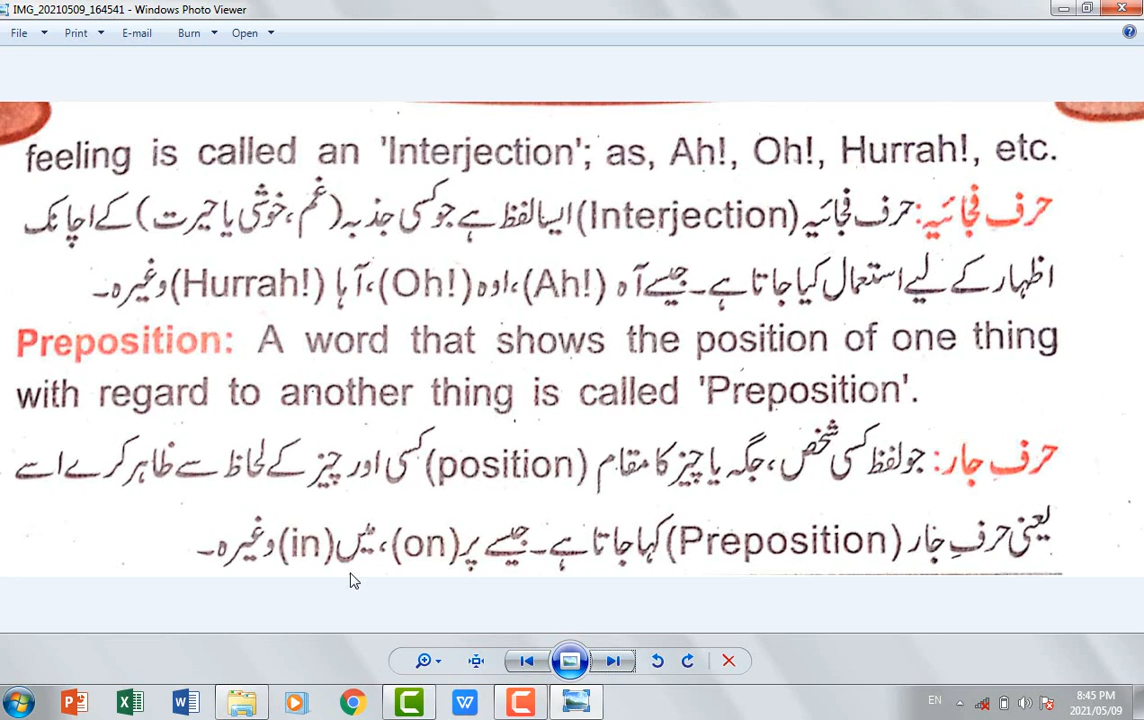 IMG_20210509_164541 - Windows Photo Viewer
File Print E-mail Burn Open
feeling is called an 'Interjection'; as, Ah!, Oh!, Hurrah!, etc.
حرف فجائیہ: حرف فجائیہ (Interjection) ایسا لفظ ہے جو کسی جذبہ (غم، خوشی یا حیرت) کے اچانک
اظہار کے لیے استعمال کیا جاتا ہے۔ جیسے آہ (Ah!)، اوہ (Oh!)، آہا (Hurrah!) وغیرہ۔
Preposition: A word that shows the position of one thing
with regard to another thing is called 'Preposition'.
حرفِ جار: جو لفظ کسی شخص، جگہ یا چیز کا مقام (position) کسی اور چیز کے لحاظ سے ظاہر کرے اسے
یعنی حرفِ جار (Preposition) کہا جاتا ہے۔ جیسے پر (on)، میں (in) وغیرہ۔
EN
8:45 PM
2021/05/09